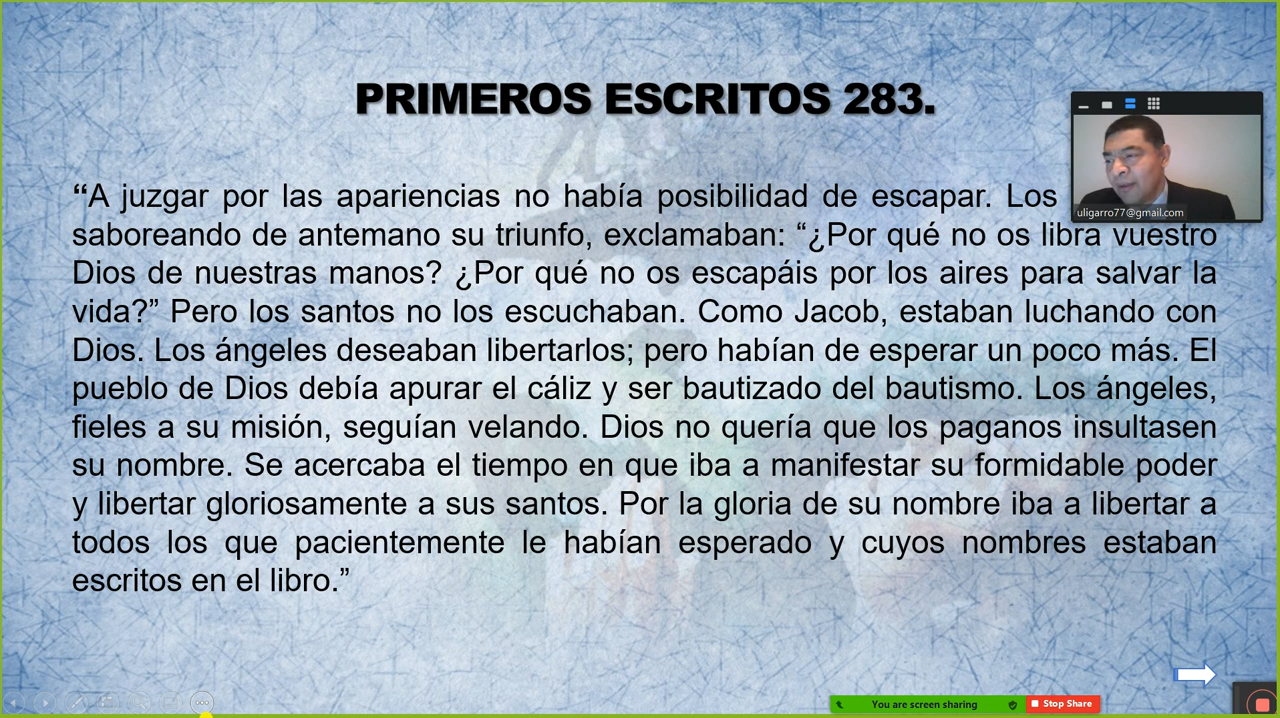 PRIMEROS ESCRITOS 283.
“A juzgar por las apariencias no había posibilidad de escapar. Los
saboreando de antemano su triunfo, exclamaban: “¿Por qué no os libra vuestro
Dios de nuestras manos? ¿Por qué no os escapáis por los aires para salvar la
vida?” Pero los santos no los escuchaban. Como Jacob, estaban luchando con
Dios. Los ángeles deseaban libertarlos; pero habían de esperar un poco más. El
pueblo de Dios debía apurar el cáliz y ser bautizado del bautismo. Los ángeles,
fieles a su misión, seguían velando. Dios no quería que los paganos insultasen
su nombre. Se acercaba el tiempo en que iba a manifestar su formidable poder
y libertar gloriosamente a sus santos. Por la gloria de su nombre iba a libertar a
todos los que pacientemente le habían esperado y cuyos nombres estaban
escritos en el libro.”
uligarro77@gmail.com
You are screen sharing
Stop Share